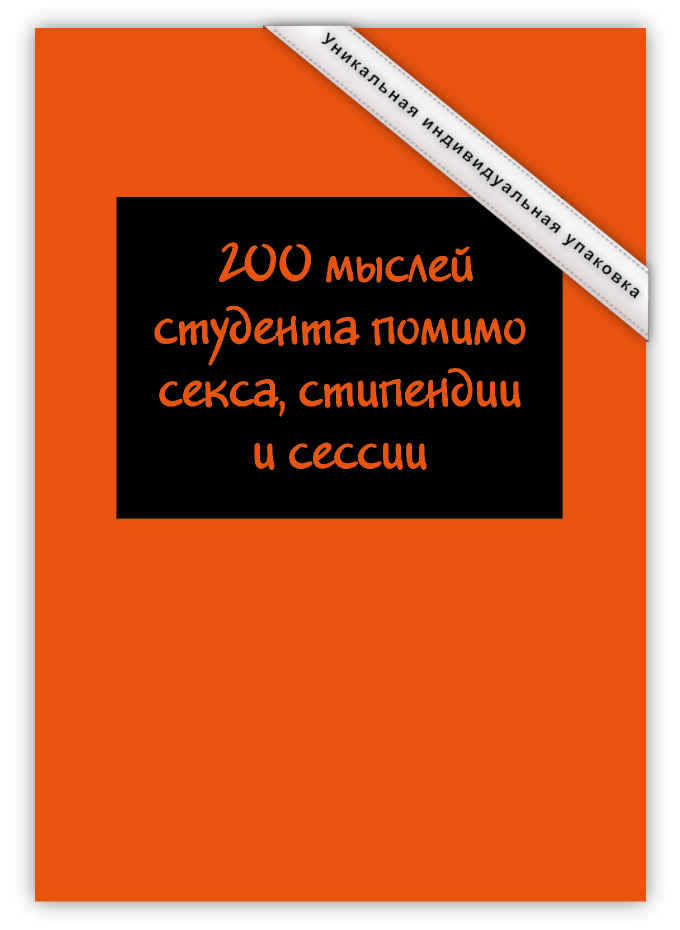 Уникальная индивидуальная упаковка
200 мыслей
студента помимо
секса, стипендии
и сессии